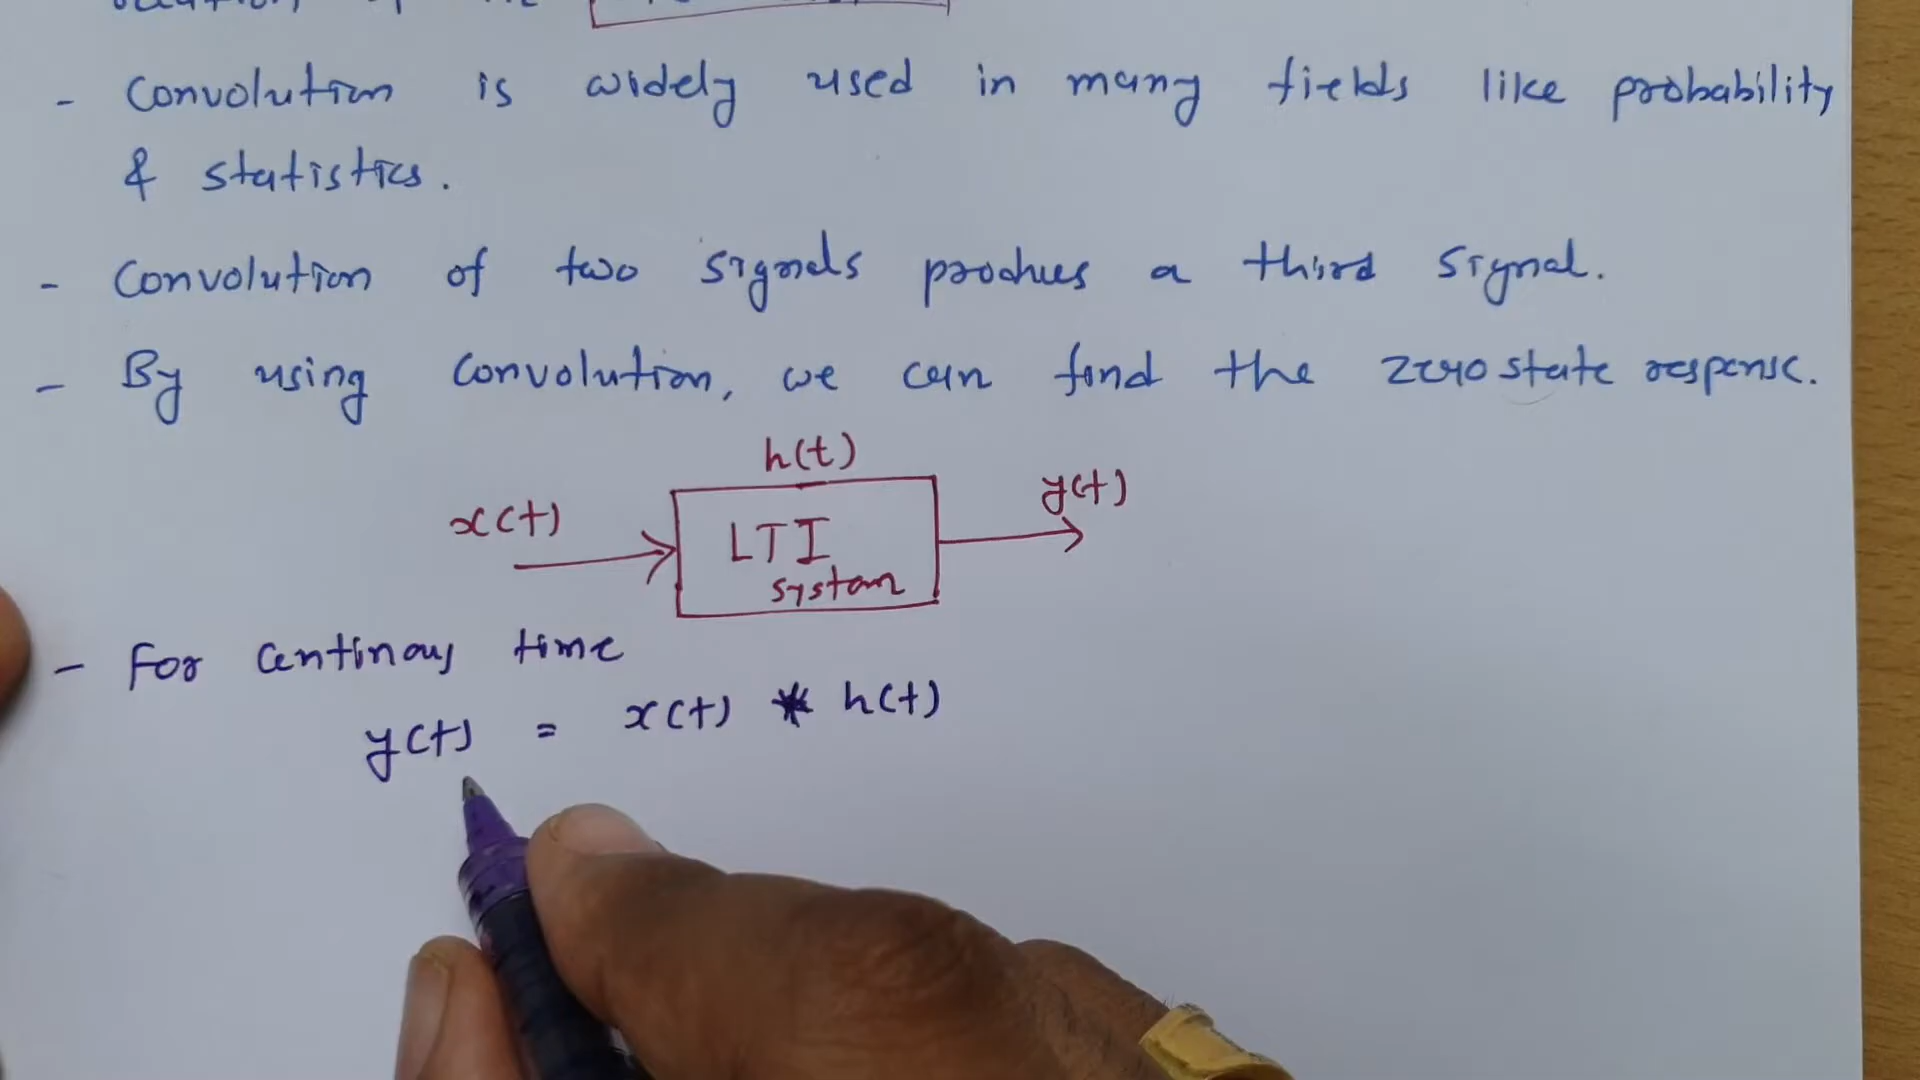 - Convolution is widely used in many fields like probability
& statistics.
- Convolution of two signals produces a third signal.
- By using convolution, we can find the zero state response.
h(t)
x(t)
y(t)
LTI
system
- For Continous time
y(t) = x(t) * h(t)